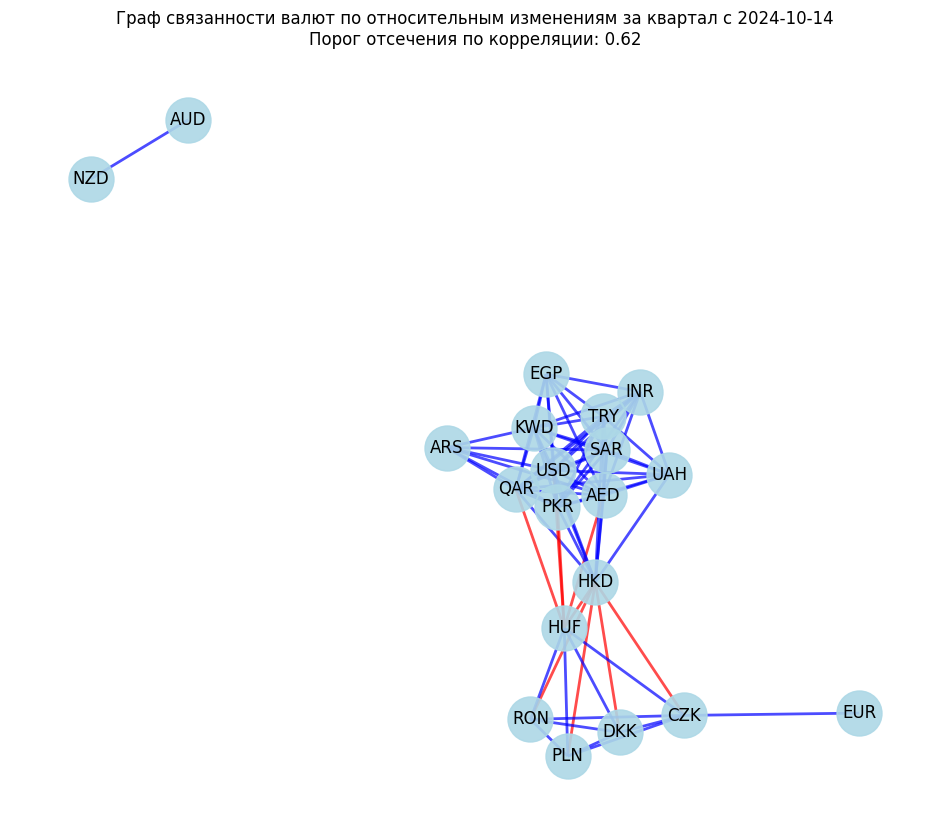 Граф связанности валют по относительным изменениям за квартал с 2024-10-14
Порог отсечения по корреляции: 0.62
AUD
NZD
EGP
INR
TRY
KWD
ARS
SAR
USD
UAH
QAR
AED
PKR
HKD
HUF
EUR
CZK
RON
DKK
PLN